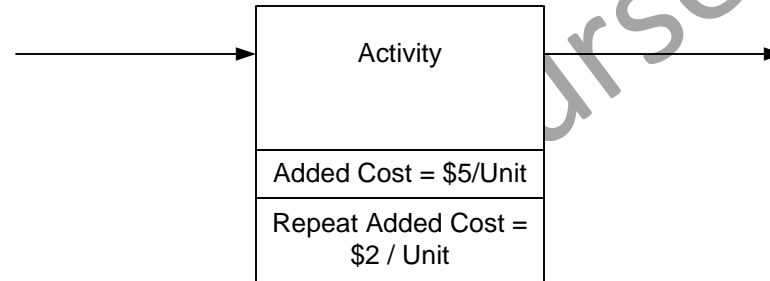 Activity
Added Cost = $5/Unit
Repeat Added Cost =
$2 / Unit